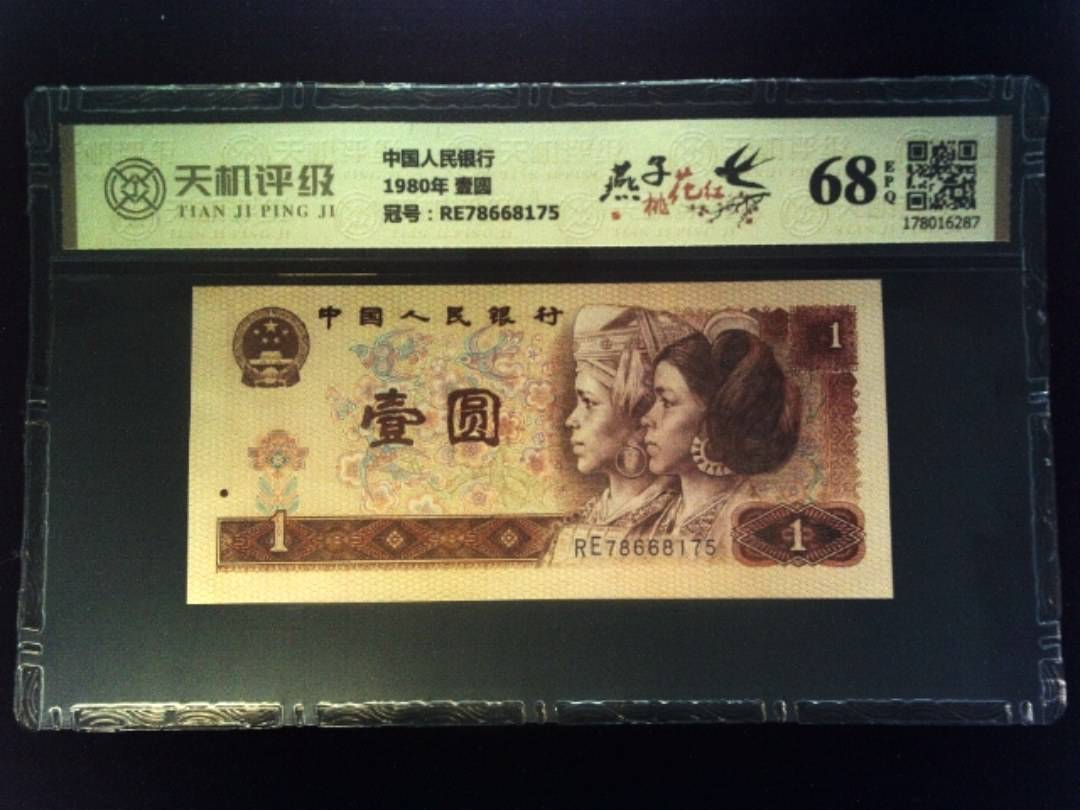 天机评级
TIAN JI PING JI
中国人民银行
1980年 壹圆
冠号：RE78668175
燕子
桃花红
68
EPQ
178016287
中国人民银行
1
壹圆
1
RE78668175
1